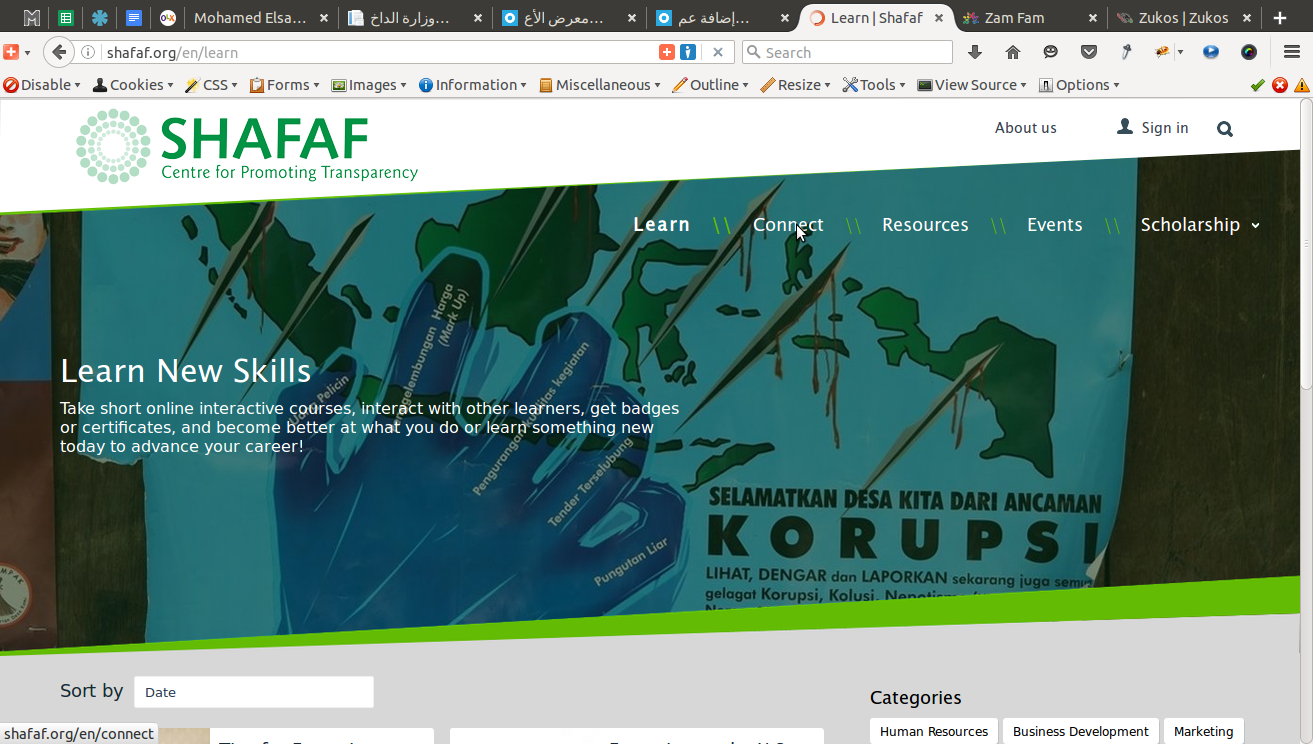 Mohamed Elsa...
وزارة الداخ...
معرض الأع...
إضافة عم...
Learn | Shafaf
Zam Fam
Zukos | Zukos
shafaf.org/en/learn
Search
Disable
Cookies
CSS
Forms
Images
Information
Miscellaneous
Outline
Resize
Tools
View Source
Options
SHAFAF
Centre for Promoting Transparency
About us
Sign in
Learn \\ Connect \\ Resources \\ Events \\ Scholarship
Harga
(Mark Up)
Uang Pelicin
Penggelembungan
Pengurangan kualitas kegiatan
Tender Terselubung
Pungutan Liar
Learn New Skills
Take short online interactive courses, interact with other learners, get badges
or certificates, and become better at what you do or learn something new
today to advance your career!
SELAMATKAN DESA KITA DARI ANCAMAN
KORUPSI
LIHAT, DENGAR dan LAPORKAN sekarang juga semua
gelagat Korupsi, Kolusi, Nepotisme
Sort by
Date
Categories
Human Resources
Business Development
Marketing
shafaf.org/en/connect